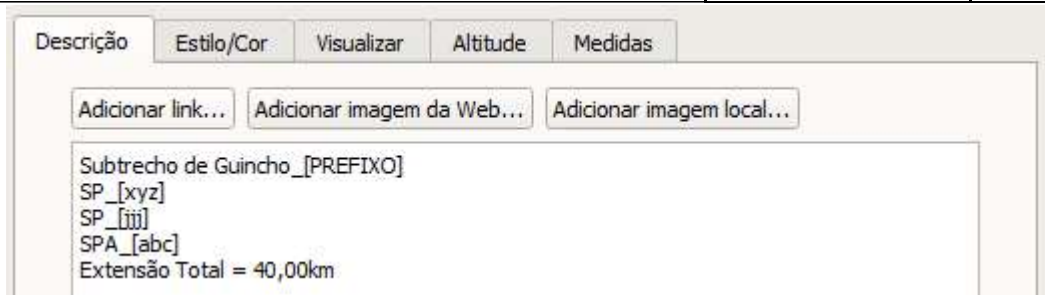 Descrição Estilo/Cor Visualizar Altitude Medidas
Adicionar link... Adicionar imagem da Web... Adicionar imagem local...
Subtrecho de Guincho_[PREFIXO]
SP_[xyz]
SP_[jjj]
SPA_[abc]
Extensão Total = 40,00km